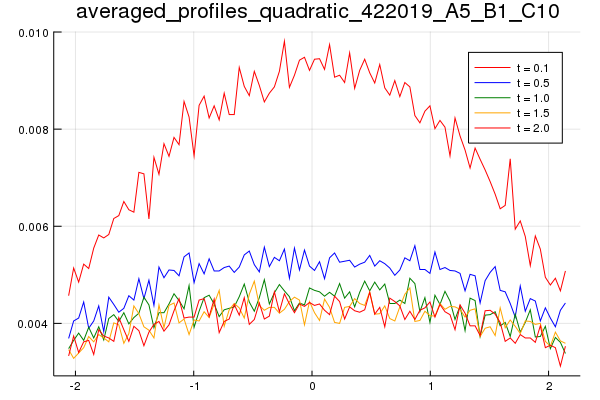 averaged_profiles_quadratic_422019_A5_B1_C10
0.010
0.008
0.006
0.004
-2
-1
0
1
2
t = 0.1
t = 0.5
t = 1.0
t = 1.5
t = 2.0